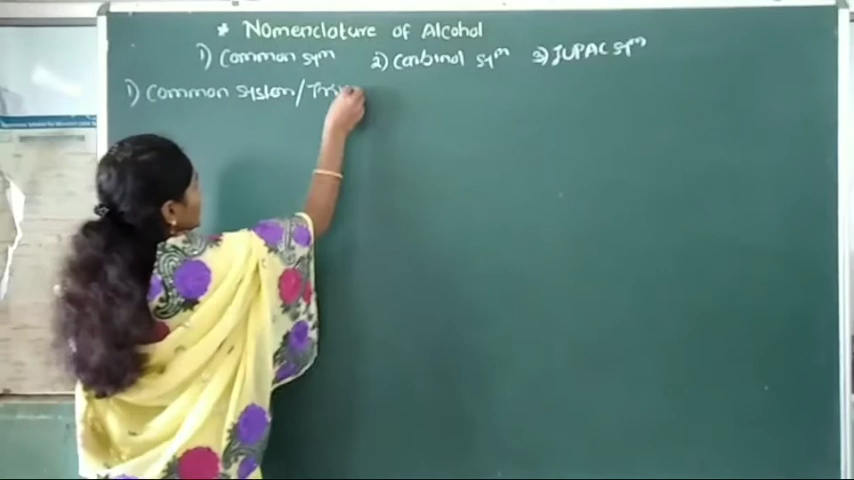 * Nomenclature of Alcohol
1) Common sym 2) Carbinol sym 3) IUPAC sym
1) Common System/Triv